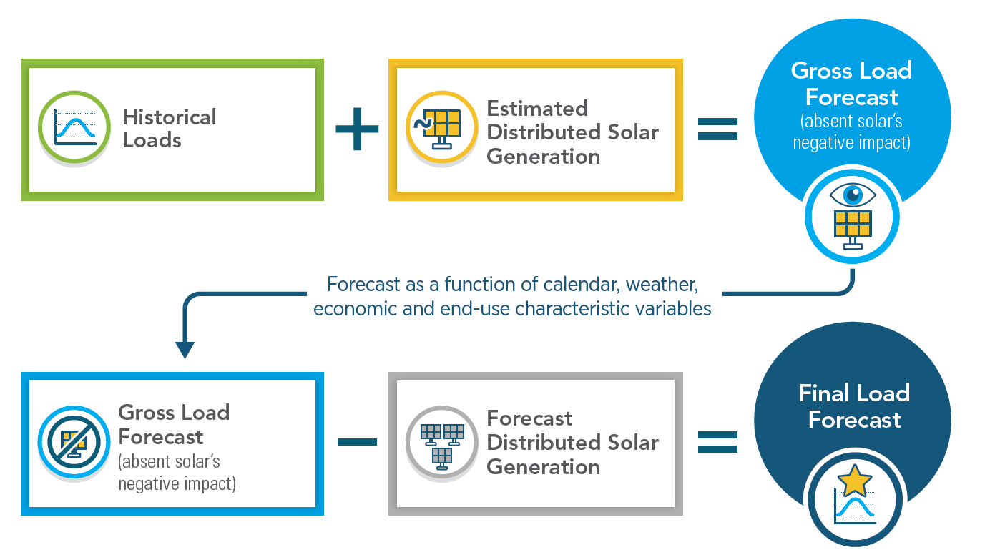 Historical
Loads
+
Estimated
Distributed Solar
Generation
=
Gross Load
Forecast
(absent solar's
negative impact)
Forecast as a function of calendar, weather,
economic and end-use characteristic variables
Gross Load
Forecast
(absent solar's
negative impact)
−
Forecast
Distributed Solar
Generation
=
Final Load
Forecast